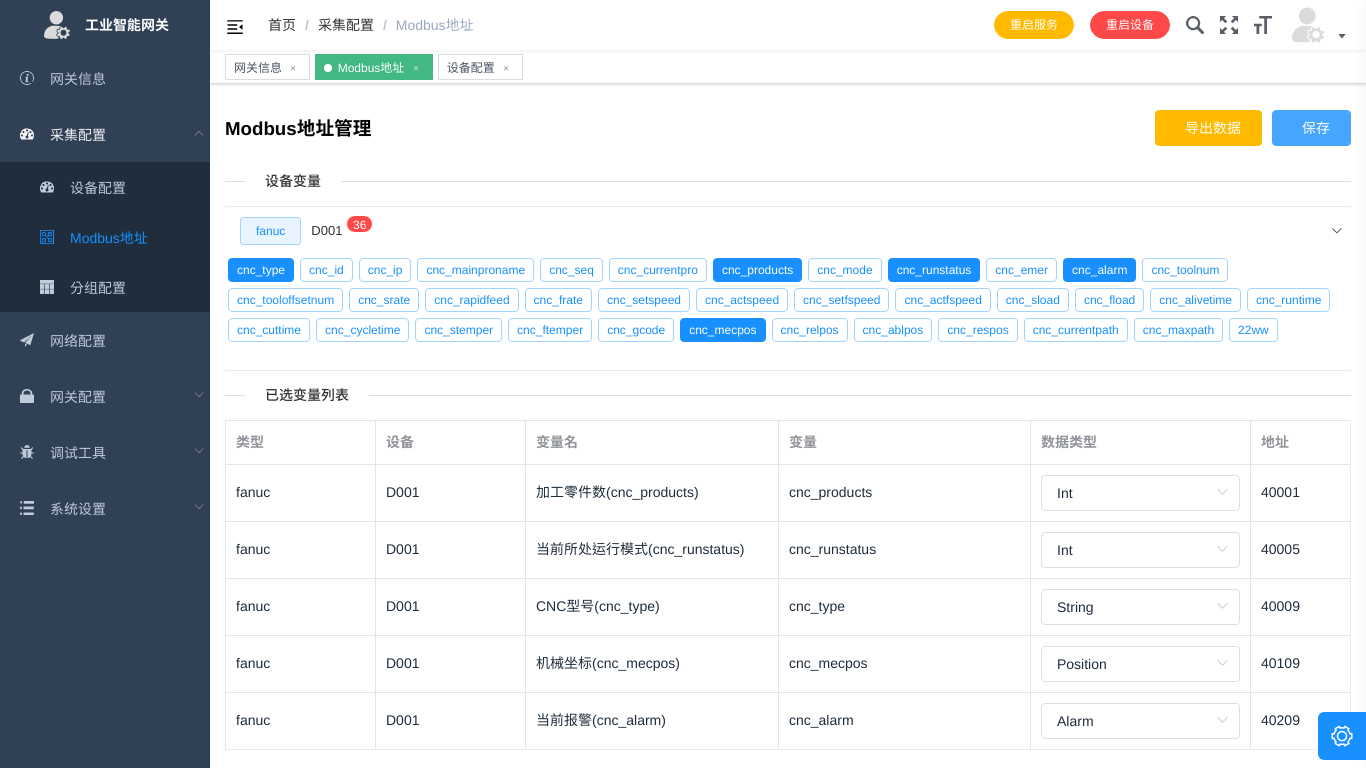 工业智能网关
首页 / 采集配置 / Modbus地址
重启服务
重启设备
网关信息 ×
Modbus地址 ×
设备配置 ×
网关信息
采集配置
设备配置
Modbus地址
分组配置
网络配置
网关配置
调试工具
系统设置
Modbus地址管理
导出数据
保存
设备变量
fanuc D001 36
cnc_type cnc_id cnc_ip cnc_mainproname cnc_seq cnc_currentpro cnc_products cnc_mode cnc_runstatus cnc_emer cnc_alarm cnc_toolnum
cnc_tooloffsetnum cnc_srate cnc_rapidfeed cnc_frate cnc_setspeed cnc_actspeed cnc_setfspeed cnc_actfspeed cnc_sload cnc_fload cnc_alivetime cnc_runtime
cnc_cuttime cnc_cycletime cnc_stemper cnc_ftemper cnc_gcode cnc_mecpos cnc_relpos cnc_ablpos cnc_respos cnc_currentpath cnc_maxpath 22ww
已选变量列表
类型 设备 变量名 变量 数据类型 地址
fanuc D001 加工零件数(cnc_products) cnc_products Int 40001
fanuc D001 当前所处运行模式(cnc_runstatus) cnc_runstatus Int 40005
fanuc D001 CNC型号(cnc_type) cnc_type String 40009
fanuc D001 机械坐标(cnc_mecpos) cnc_mecpos Position 40109
fanuc D001 当前报警(cnc_alarm) cnc_alarm Alarm 40209